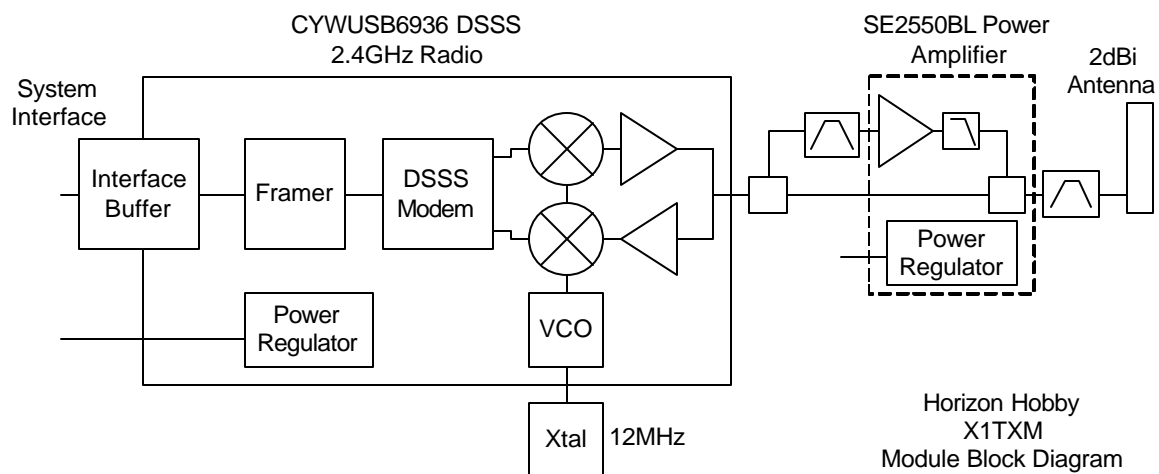 CYWUSB6936 DSSS
2.4GHz Radio
SE2550BL Power
Amplifier
2dBi
Antenna
System
Interface
Interface
Buffer
Framer
DSSS
Modem
Power
Regulator
Power
Regulator
VCO
Xtal
12MHz
Horizon Hobby
X1TXM
Module Block Diagram